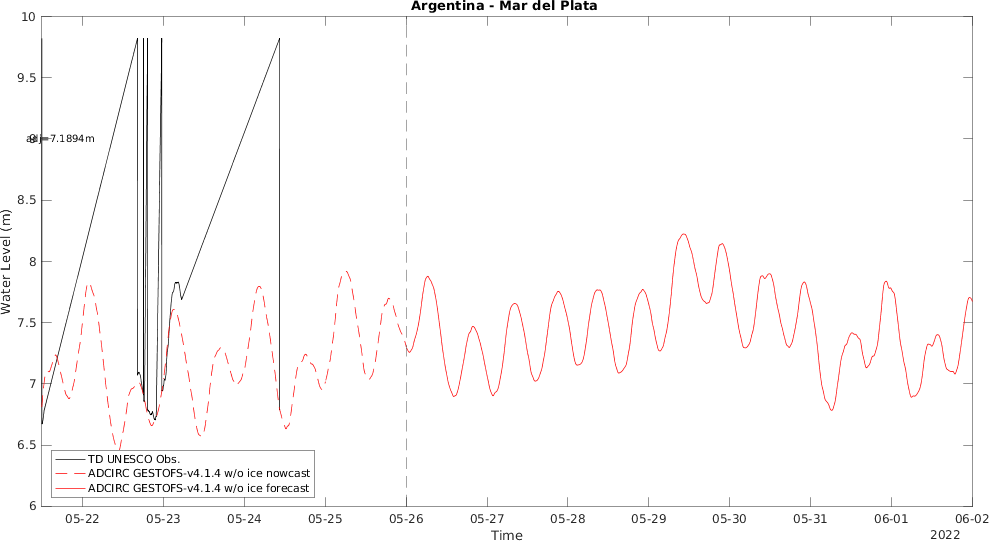 Argentina - Mar del Plata
10
9.5
9
adj=7.1894m
8.5
8
7.5
7
6.5
6
Water Level (m)
TD UNESCO Obs.
ADCIRC GESTOFS-v4.1.4 w/o ice nowcast
ADCIRC GESTOFS-v4.1.4 w/o ice forecast
05-22 05-23 05-24 05-25 05-26 05-27 05-28 05-29 05-30 05-31 06-01 06-02
Time
2022